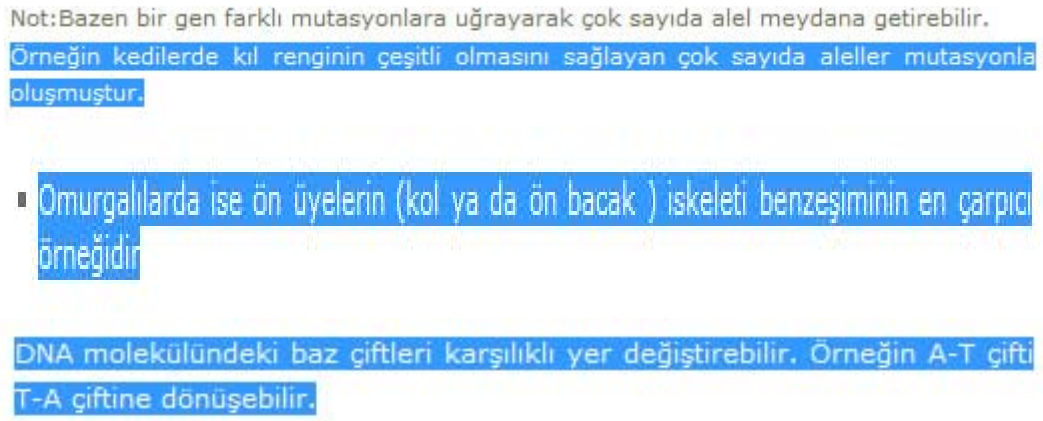 Not:Bazen bir gen farklı mutasyonlara uğrayarak çok sayıda alel meydana getirebilir.
Örneğin kedilerde kıl renginin çeşitli olmasını sağlayan çok sayıda aleller mutasyonla
oluşmuştur.
Omurgalılarda ise ön üyelerin (kol ya da ön bacak ) iskeleti benzeşiminin en çarpıcı
örneğidir
DNA molekülündeki baz çiftleri karşılıklı yer değiştirebilir. Örneğin A-T çifti
T-A çiftine dönüşebilir.